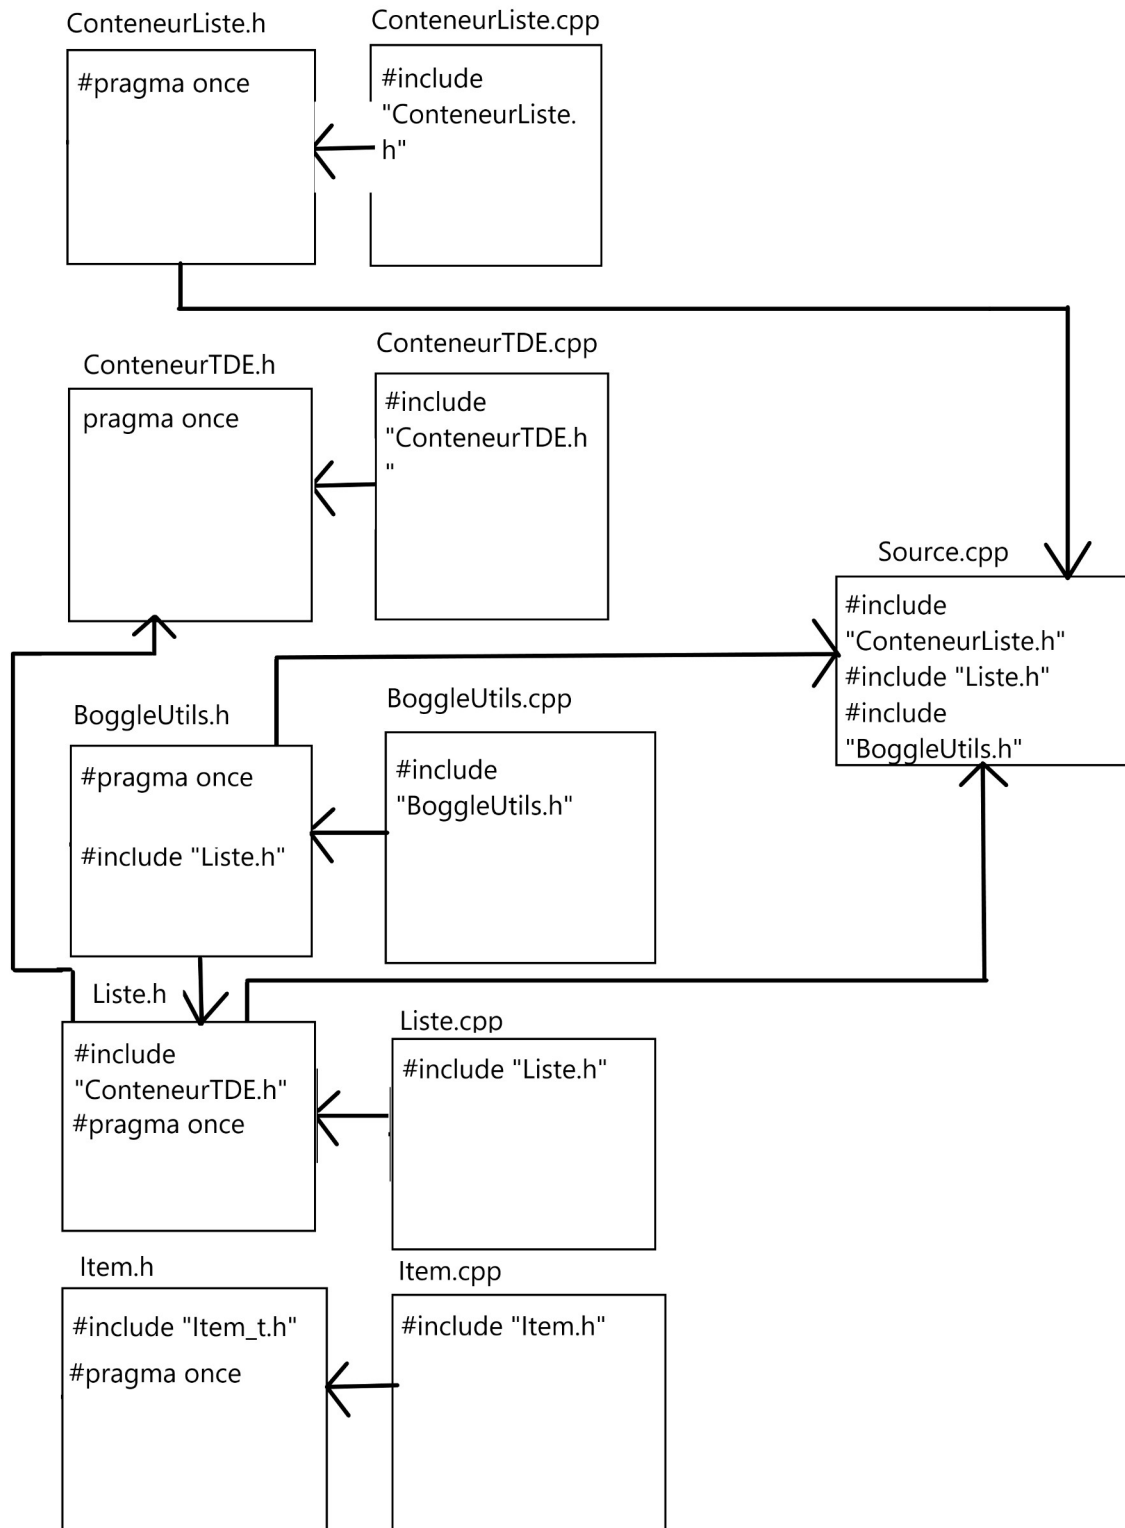 ConteneurListe.h
#pragma once
ConteneurListe.cpp
#include
"ConteneurListe.
h"
ConteneurTDE.h
pragma once
ConteneurTDE.cpp
#include
"ConteneurTDE.h
"
Source.cpp
#include
"ConteneurListe.h"
#include "Liste.h"
#include
"BoggleUtils.h"
BoggleUtils.h
#pragma once
#include "Liste.h"
BoggleUtils.cpp
#include
"BoggleUtils.h"
Liste.h
#include
"ConteneurTDE.h"
#pragma once
Liste.cpp
#include "Liste.h"
Item.h
#include "Item_t.h"
#pragma once
Item.cpp
#include "Item.h"